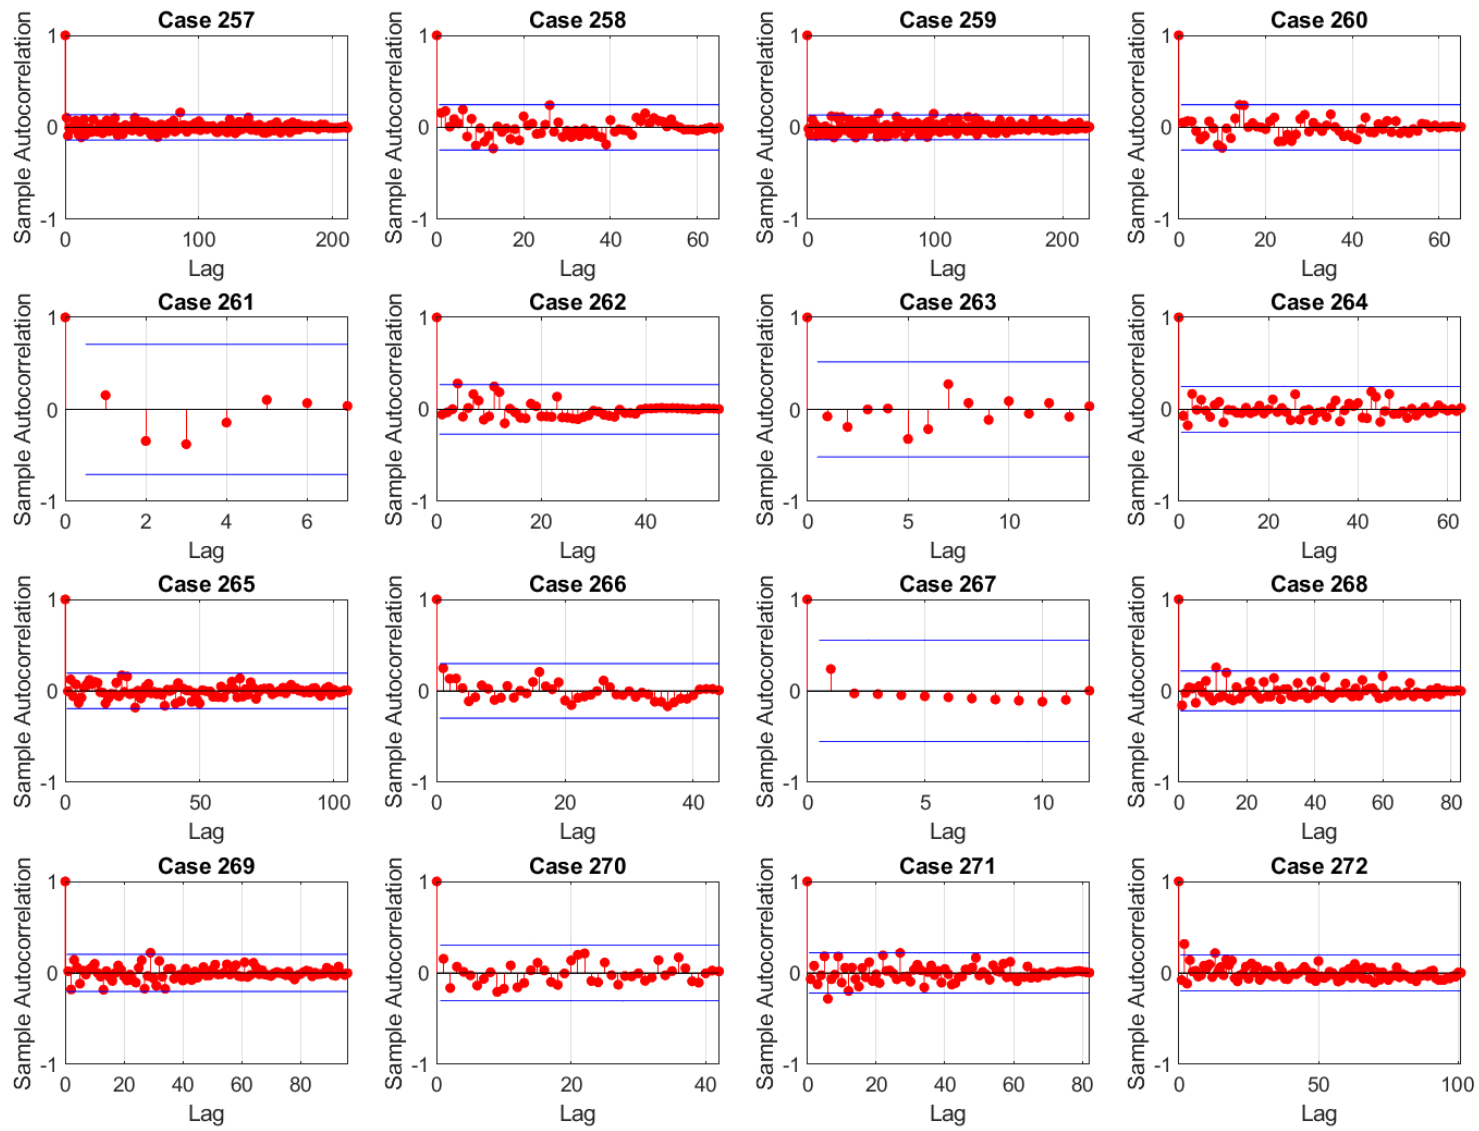 Case 257
Sample Autocorrelation
1
0
-1
0 100 200
Lag
Case 258
Sample Autocorrelation
1
0
-1
0 20 40 60
Lag
Case 259
Sample Autocorrelation
1
0
-1
0 100 200
Lag
Case 260
Sample Autocorrelation
1
0
-1
0 20 40 60
Lag
Case 261
Sample Autocorrelation
1
0
-1
0 2 4 6
Lag
Case 262
Sample Autocorrelation
1
0
-1
0 20 40
Lag
Case 263
Sample Autocorrelation
1
0
-1
0 5 10
Lag
Case 264
Sample Autocorrelation
1
0
-1
0 20 40 60
Lag
Case 265
Sample Autocorrelation
1
0
-1
0 50 100
Lag
Case 266
Sample Autocorrelation
1
0
-1
0 20 40
Lag
Case 267
Sample Autocorrelation
1
0
-1
0 5 10
Lag
Case 268
Sample Autocorrelation
1
0
-1
0 20 40 60 80
Lag
Case 269
Sample Autocorrelation
1
0
-1
0 20 40 60 80
Lag
Case 270
Sample Autocorrelation
1
0
-1
0 20 40
Lag
Case 271
Sample Autocorrelation
1
0
-1
0 20 40 60 80
Lag
Case 272
Sample Autocorrelation
1
0
-1
0 50 100
Lag